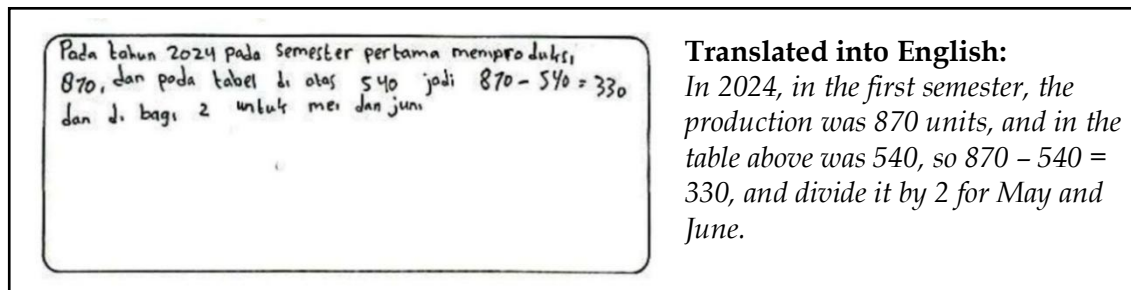 Pada tahun 2024 pada semester pertama memproduksi
870, dan pada tabel di atas 540 jadi 870 - 540 = 330
dan di bagi 2 untuk mei dan juni
Translated into English:
In 2024, in the first semester, the
production was 870 units, and in the
table above was 540, so 870 – 540 =
330, and divide it by 2 for May and
June.